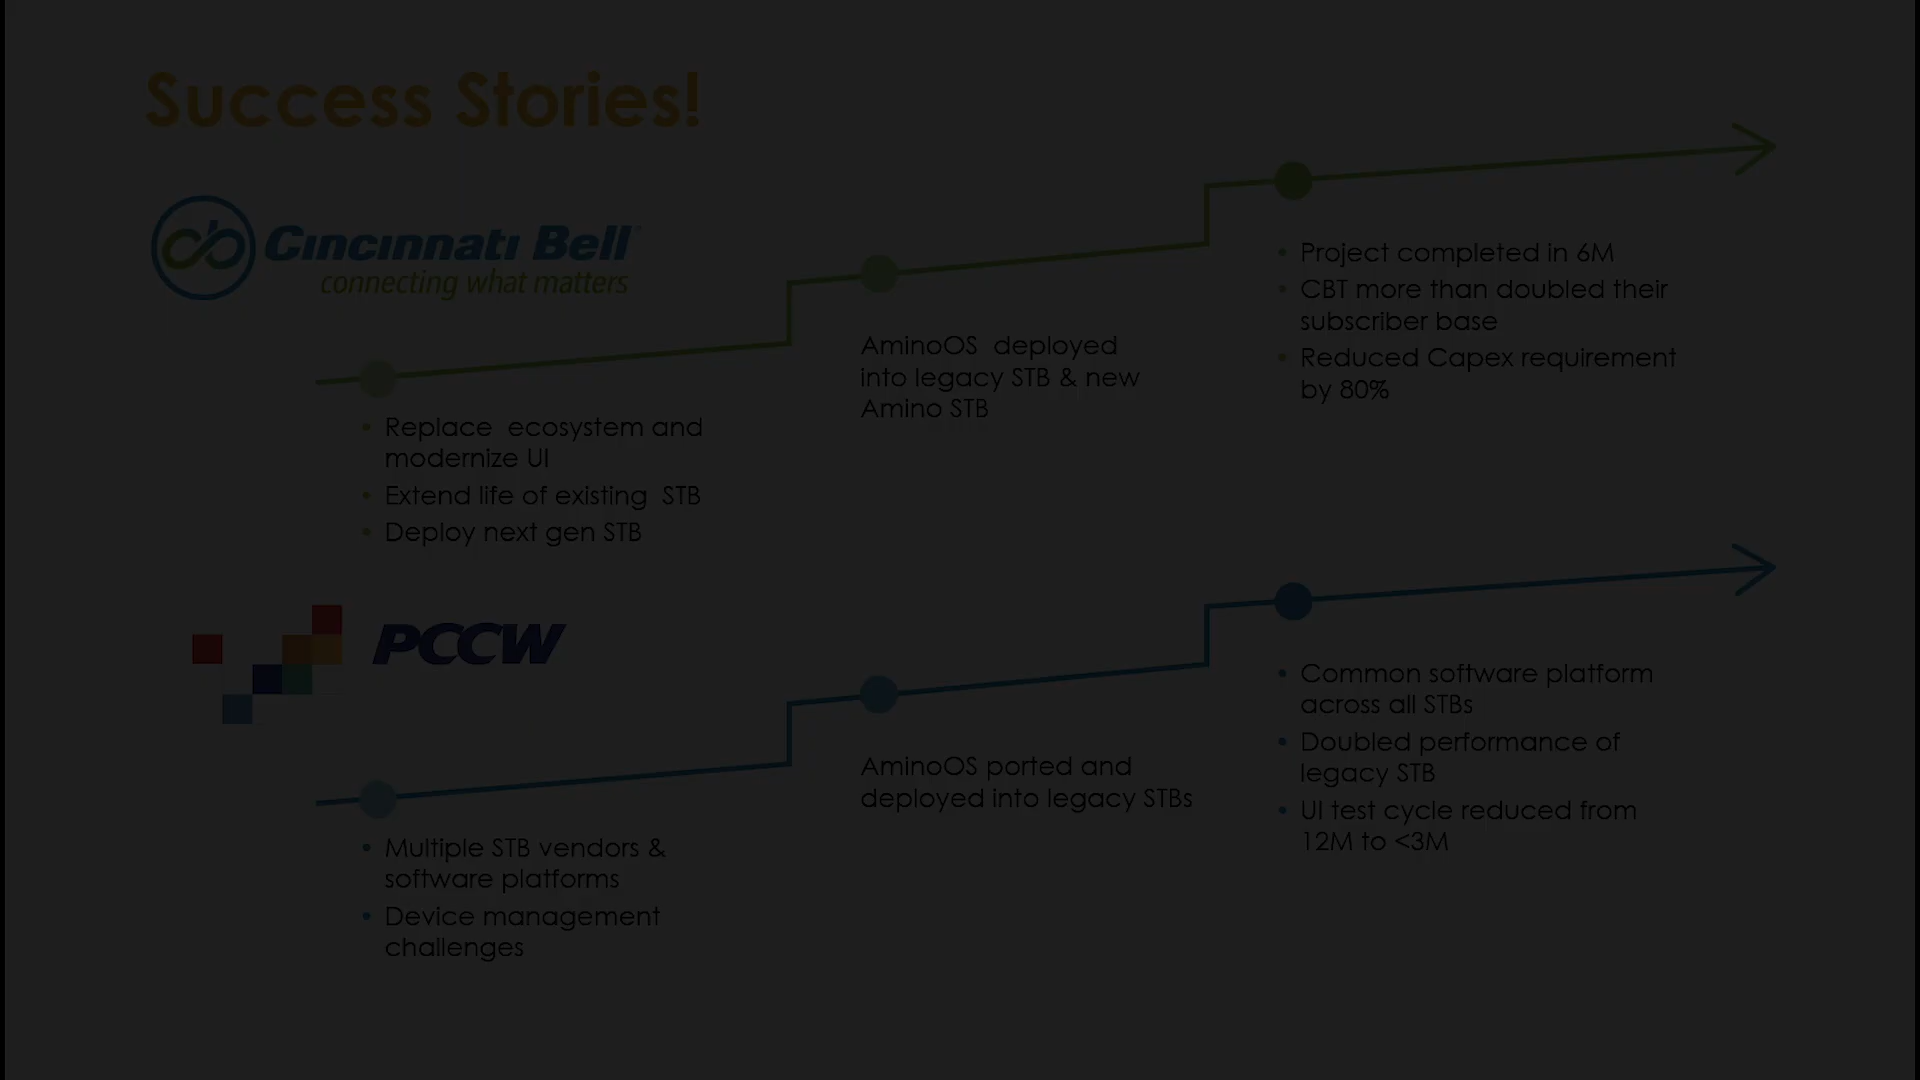 Success Stories!
Cincinnati Bell
connecting what matters
• Replace ecosystem and
modernize UI
• Extend life of existing STB
• Deploy next gen STB
AminoOS deployed
into legacy STB & new
Amino STB
• Project completed in 6M
• CBT more than doubled their
subscriber base
• Reduced Capex requirement
by 80%
PCCW
• Multiple STB vendors &
software platforms
• Device management
challenges
AminoOS ported and
deployed into legacy STBs
• Common software platform
across all STBs
• Doubled performance of
legacy STB
• UI test cycle reduced from
12M to <3M